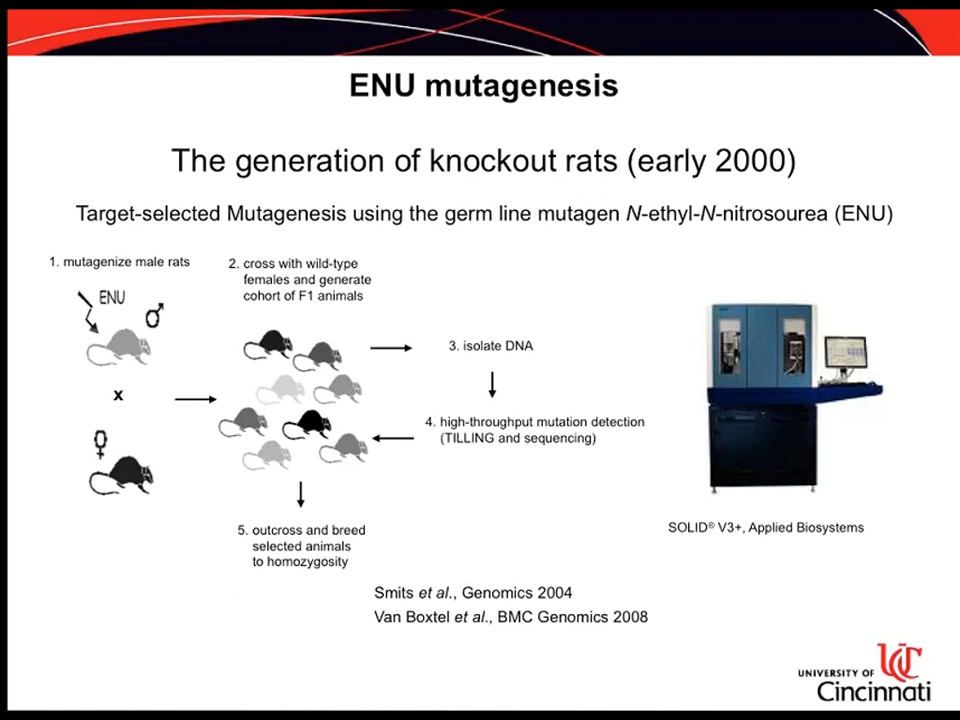 ENU mutagenesis
The generation of knockout rats (early 2000)
Target-selected Mutagenesis using the germ line mutagen N-ethyl-N-nitrosourea (ENU)
1. mutagenize male rats
ENU
x
2. cross with wild-type
females and generate
cohort of F1 animals
3. isolate DNA
4. high-throughput mutation detection
(TILLING and sequencing)
5. outcross and breed
selected animals
to homozygosity
SOLID® V3+, Applied Biosystems
Smits et al., Genomics 2004
Van Boxtel et al., BMC Genomics 2008
UC
UNIVERSITY OF
Cincinnati